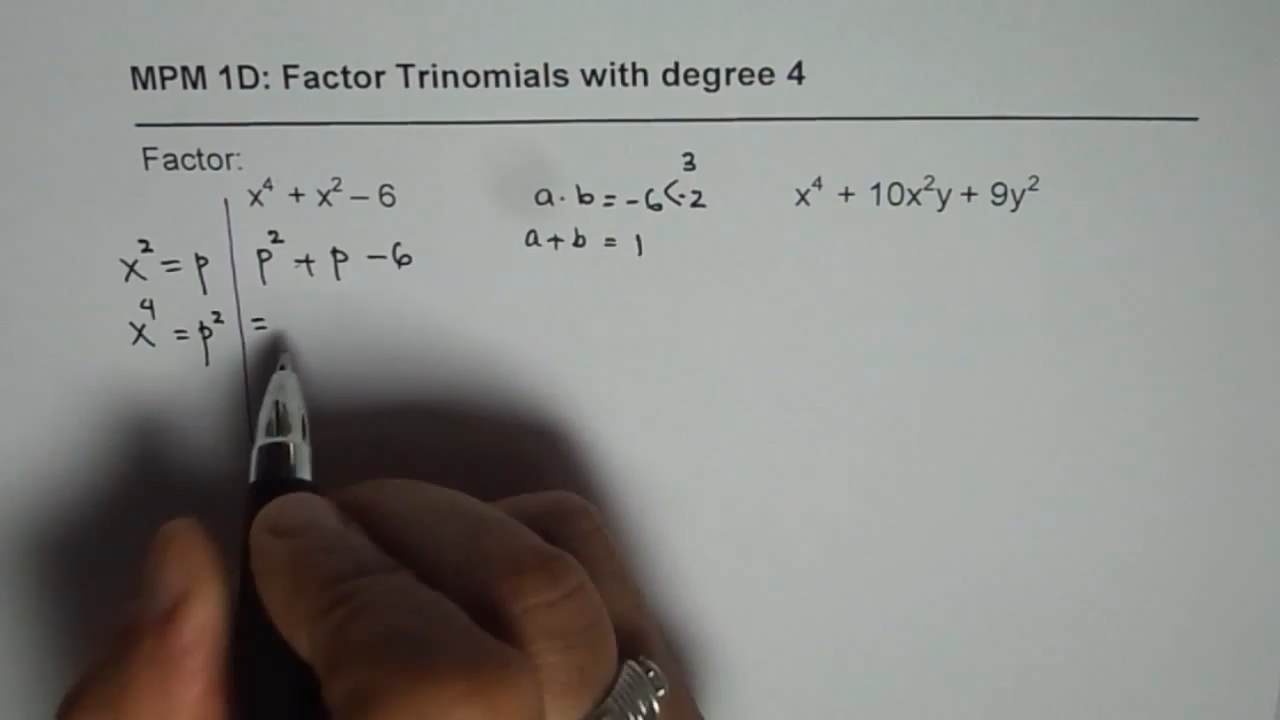 MPM 1D: Factor Trinomials with degree 4
Factor:
x⁴ + x² – 6
x² = p
p² + p – 6
x⁴ = p²
=
a · b = -6 < 3 -2
a + b = 1
x⁴ + 10x²y + 9y²